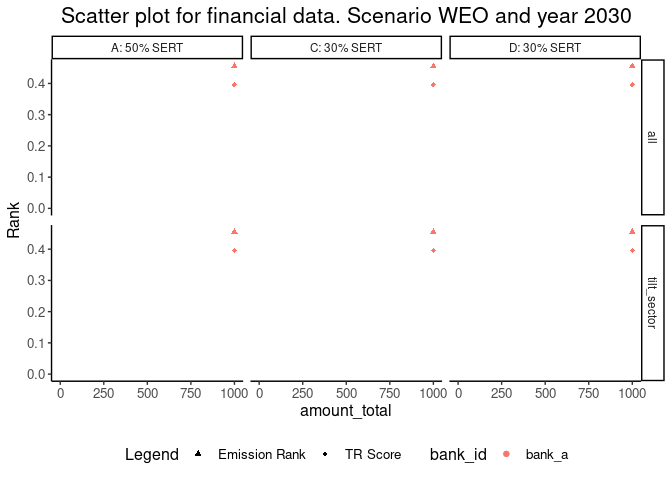 Scatter plot for financial data. Scenario WEO and year 2030
A: 50% SERT
C: 30% SERT
D: 30% SERT
0.4
0.3
0.2
0.1
0.0
all
Rank
0.4
0.3
0.2
0.1
0.0
tilt_sector
0 250 500 750 1000 0 250 500 750 1000 0 250 500 750 1000
amount_total
Legend Emission Rank TR Score bank_id bank_a